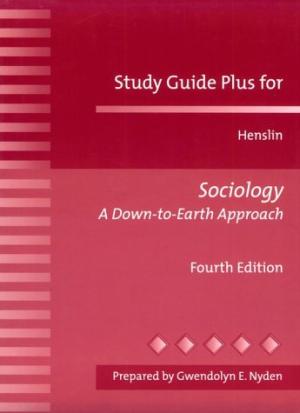 Study Guide Plus for
Henslin
Sociology
A Down-to-Earth Approach
Fourth Edition
Prepared by Gwendolyn E. Nyden